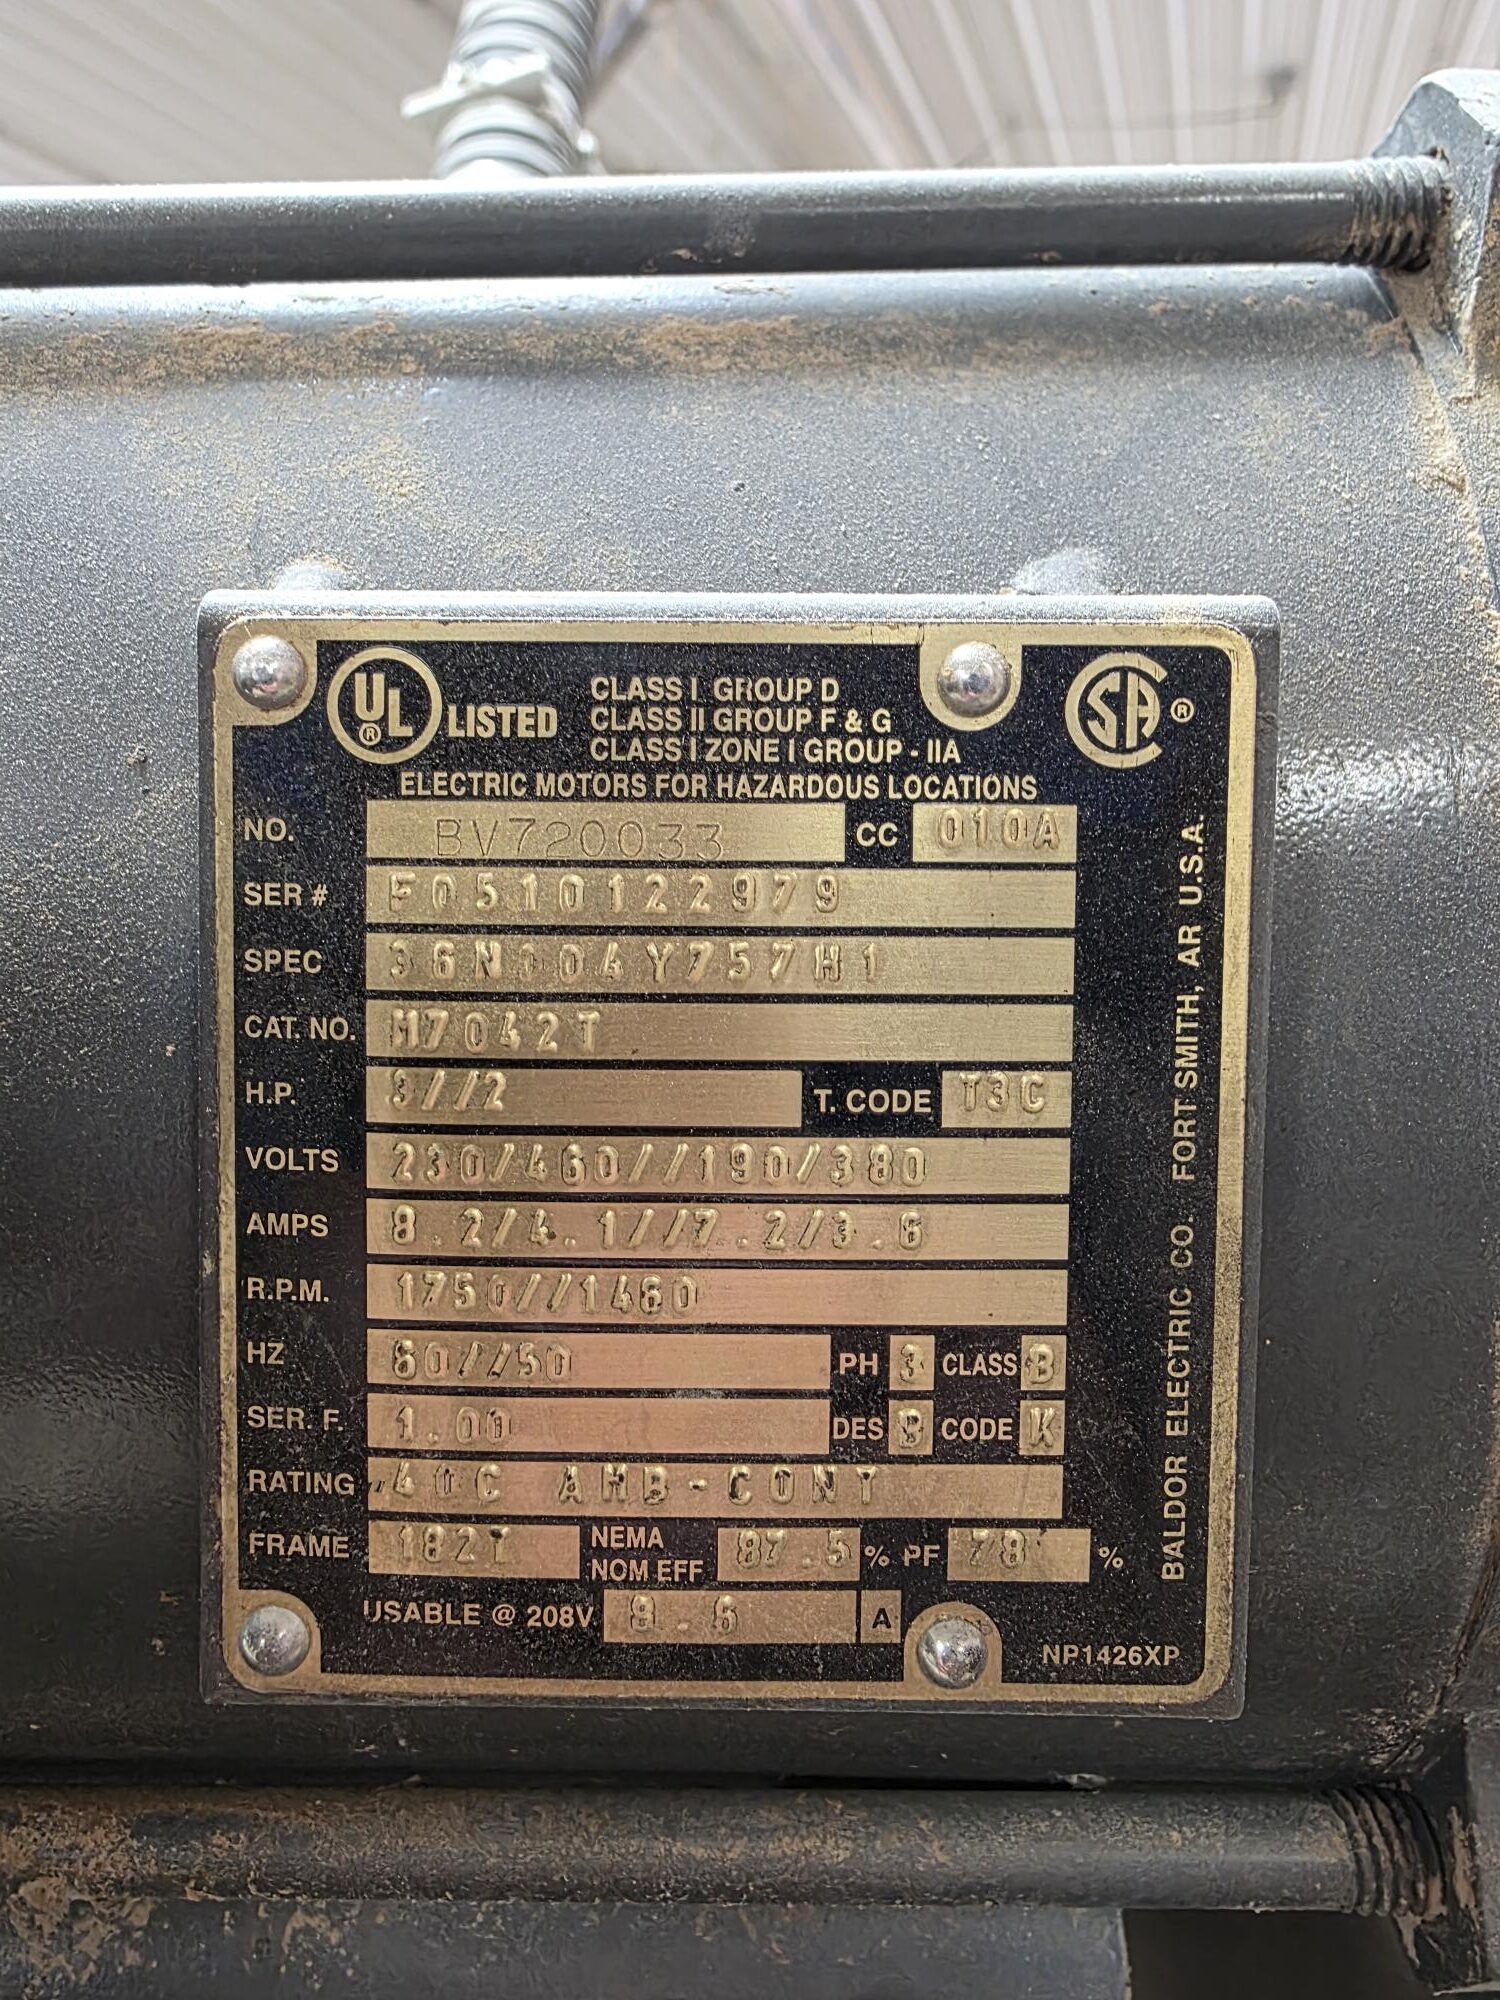 UL ® LISTED
CLASS I GROUP D
CLASS II GROUP F & G
CLASS I ZONE I GROUP - IIA
SA ®
ELECTRIC MOTORS FOR HAZARDOUS LOCATIONS
NO. BV720033 CC 010A
SER # F0510122979
SPEC 36N104Y757H1
CAT. NO. M7042T
H.P. 3//2 T. CODE T3C
VOLTS 230/460//190/380
AMPS 8.2/4.1//7.2/3.6
R.P.M. 1750//1460
HZ 60//50 PH 3 CLASS B
SER. F. 1.00 DES B CODE K
RATING 40C AMB-CONT
FRAME 182T NEMA NOM EFF 87.5 % PF 78 %
USABLE @ 208V 8.6 A
NP1426XP
BALDOR ELECTRIC CO. FORT SMITH, AR U.S.A.